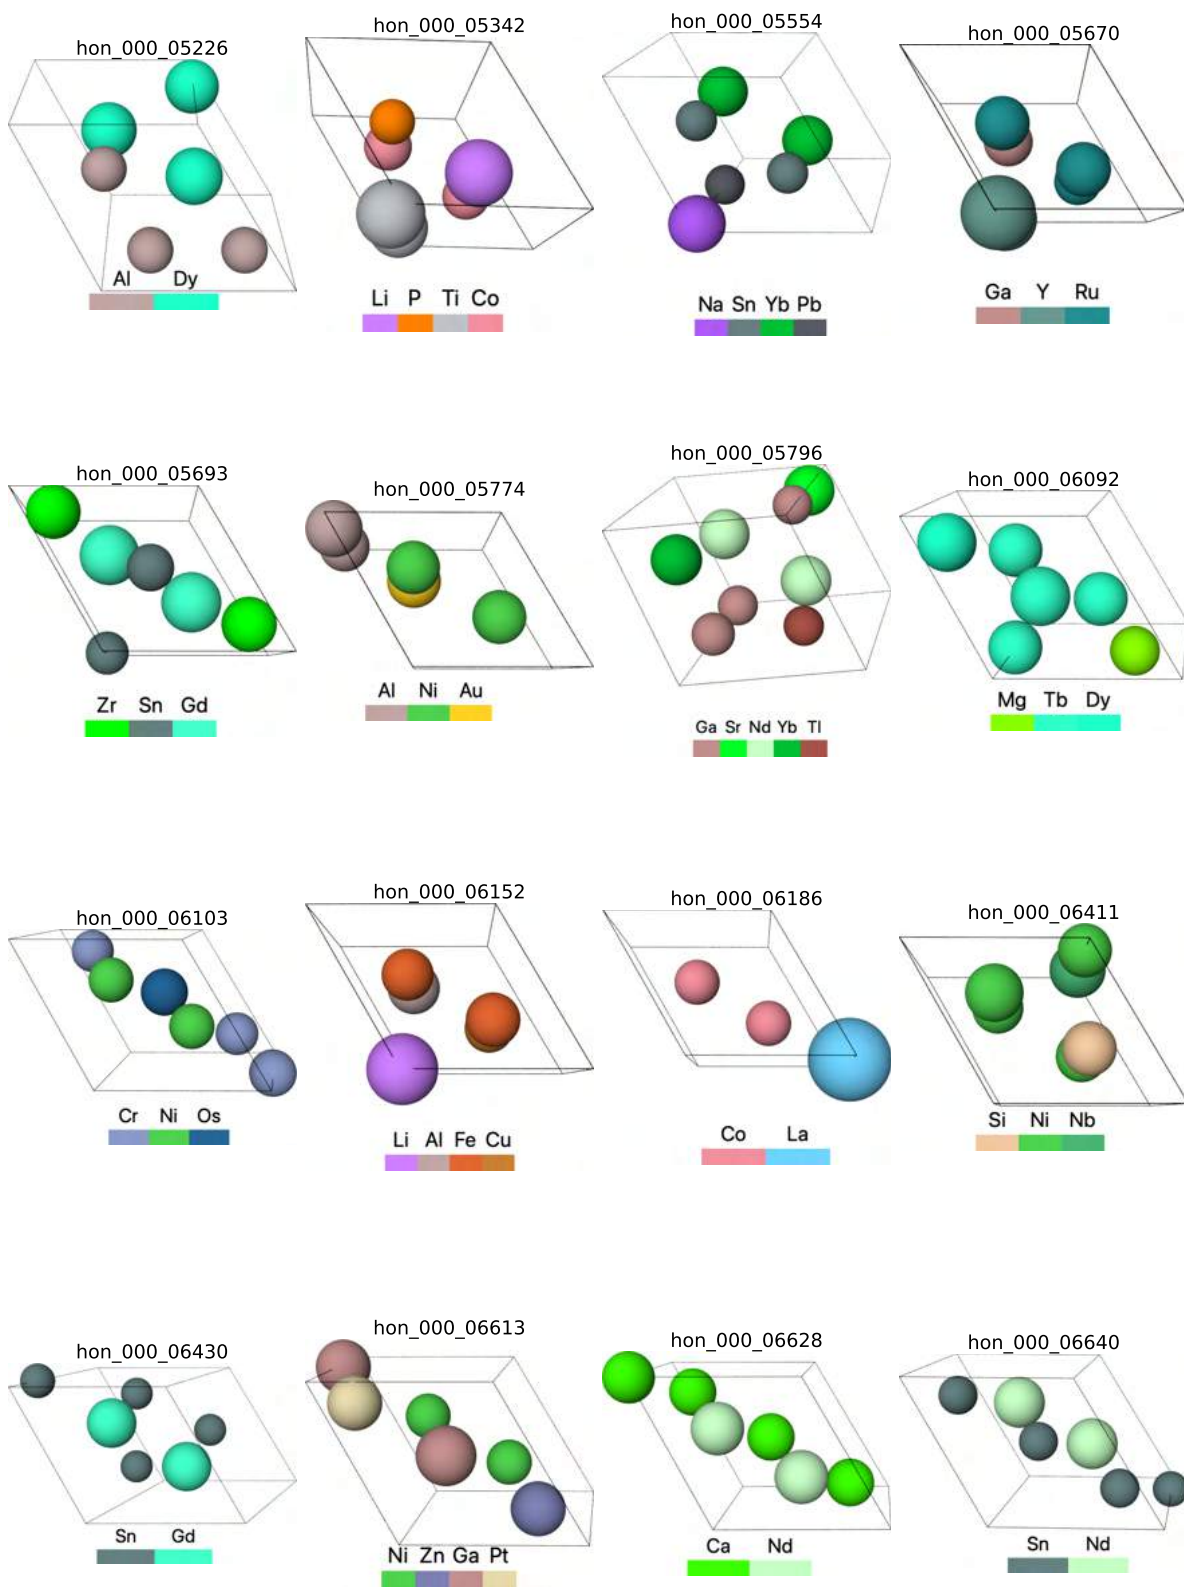 hon_000_05226
Al Dy
hon_000_05342
Li P Ti Co
hon_000_05554
Na Sn Yb Pb
hon_000_05670
Ga Y Ru
hon_000_05693
Zr Sn Gd
hon_000_05774
Al Ni Au
hon_000_05796
Ga Sr Nd Yb Tl
hon_000_06092
Mg Tb Dy
hon_000_06103
Cr Ni Os
hon_000_06152
Li Al Fe Cu
hon_000_06186
Co La
hon_000_06411
Si Ni Nb
hon_000_06430
Sn Gd
hon_000_06613
Ni Zn Ga Pt
hon_000_06628
Ca Nd
hon_000_06640
Sn Nd